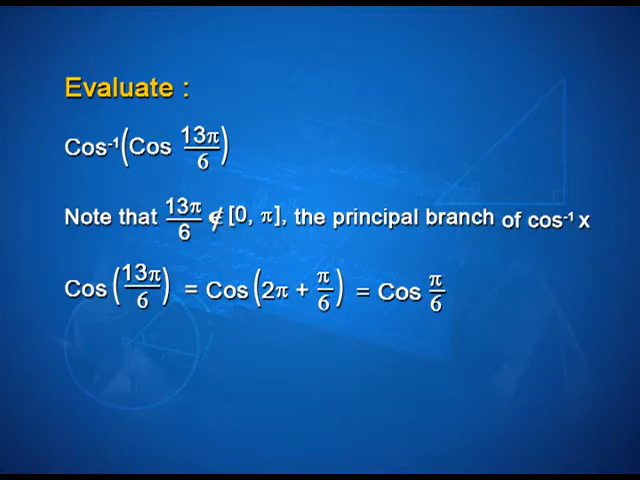 Evaluate :
Cos⁻¹(Cos 13π/6)
Note that 13π/6 ∉ [0, π], the principal branch of cos⁻¹ x
Cos (13π/6) = Cos (2π + π/6) = Cos π/6